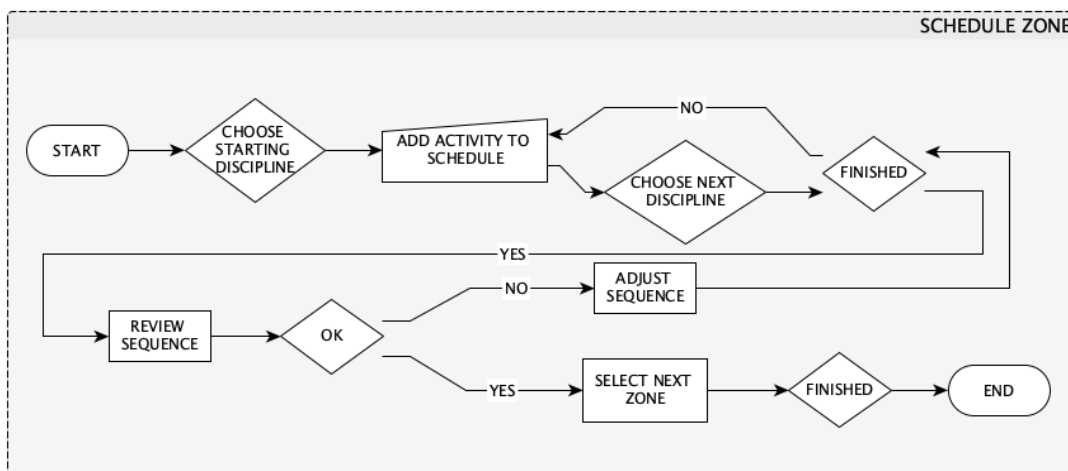 SCHEDULE ZONE
START
CHOOSE
STARTING
DISCIPLINE
ADD ACTIVITY TO
SCHEDULE
NO
CHOOSE NEXT
DISCIPLINE
FINISHED
YES
REVIEW
SEQUENCE
OK
NO
ADJUST
SEQUENCE
YES
SELECT NEXT
ZONE
FINISHED
END